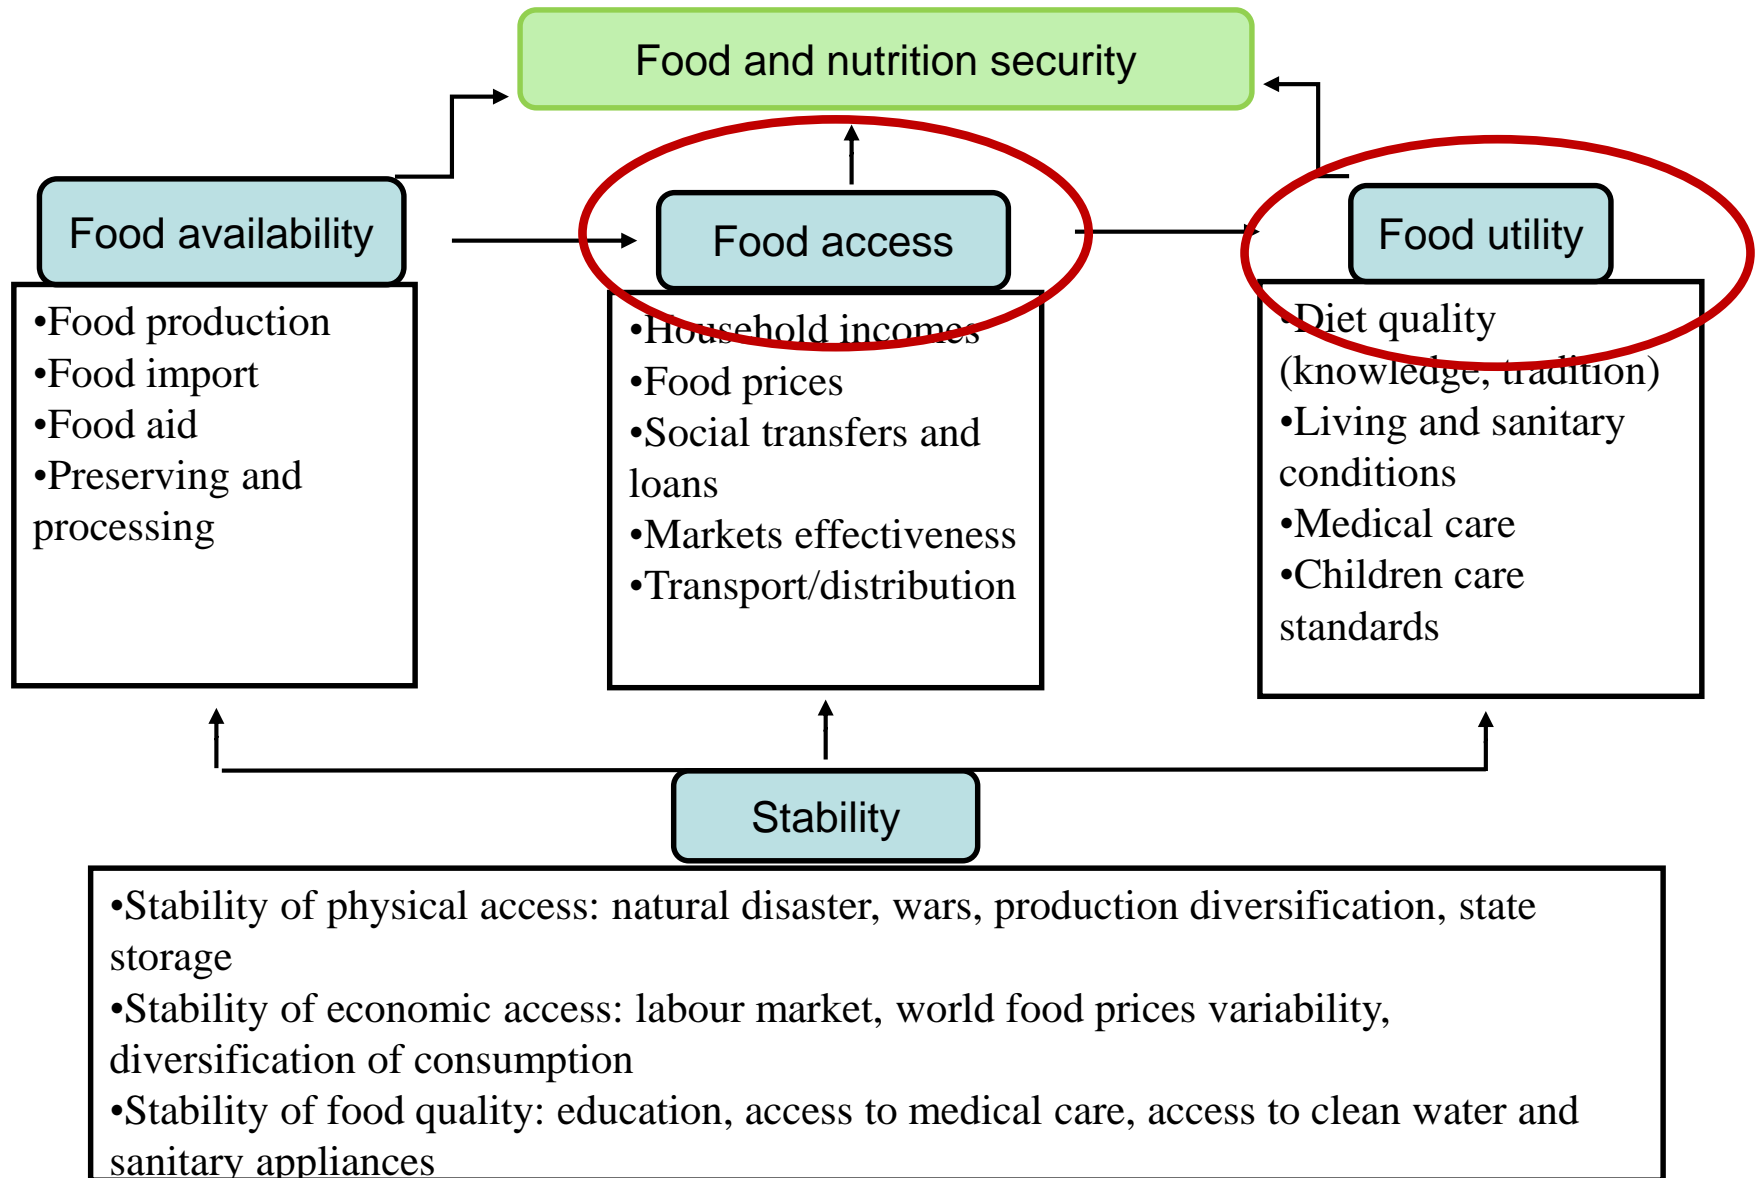 Food and nutrition security
Food availability
•Food production
•Food import
•Food aid
•Preserving and
processing
Food access
•Household incomes
•Food prices
•Social transfers and
loans
•Markets effectiveness
•Transport/distribution
Food utility
•Diet quality
(knowledge, tradition)
•Living and sanitary
conditions
•Medical care
•Children care
standards
Stability
•Stability of physical access: natural disaster, wars, production diversification, state
storage
•Stability of economic access: labour market, world food prices variability,
diversification of consumption
•Stability of food quality: education, access to medical care, access to clean water and
sanitary appliances